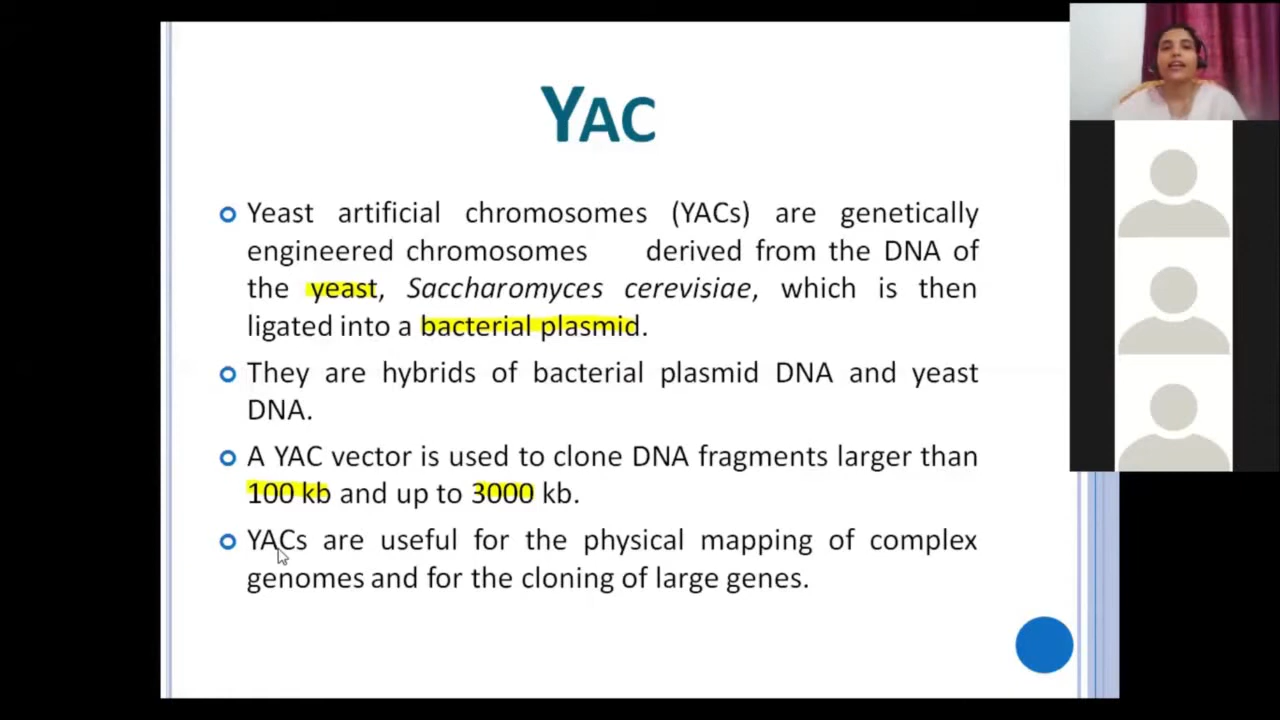 YAC
Yeast artificial chromosomes (YACs) are genetically
engineered chromosomes derived from the DNA of
the yeast, Saccharomyces cerevisiae, which is then
ligated into a bacterial plasmid.
They are hybrids of bacterial plasmid DNA and yeast
DNA.
A YAC vector is used to clone DNA fragments larger than
100 kb and up to 3000 kb.
YACs are useful for the physical mapping of complex
genomes and for the cloning of large genes.